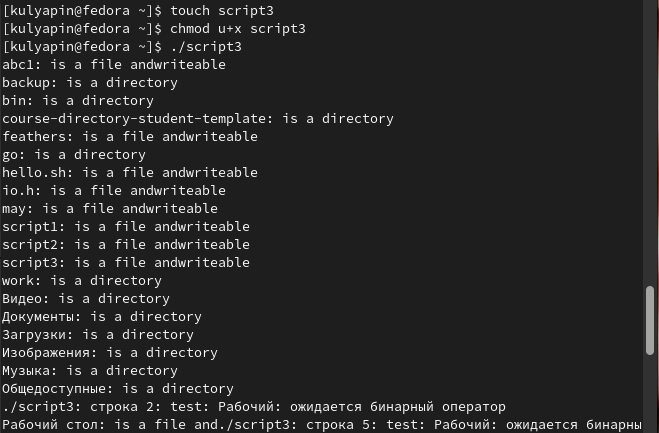 [kulyapin@fedora ~]$ touch script3
[kulyapin@fedora ~]$ chmod u+x script3
[kulyapin@fedora ~]$ ./script3
abc1: is a file andwriteable
backup: is a directory
bin: is a directory
course-directory-student-template: is a directory
feathers: is a file andwriteable
go: is a directory
hello.sh: is a file andwriteable
io.h: is a file andwriteable
may: is a file andwriteable
script1: is a file andwriteable
script2: is a file andwriteable
script3: is a file andwriteable
work: is a directory
Видео: is a directory
Документы: is a directory
Загрузки: is a directory
Изображения: is a directory
Музыка: is a directory
Общедоступные: is a directory
./script3: строка 2: test: Рабочий: ожидается бинарный оператор
Рабочий стол: is a file and./script3: строка 5: test: Рабочий: ожидается бинарны